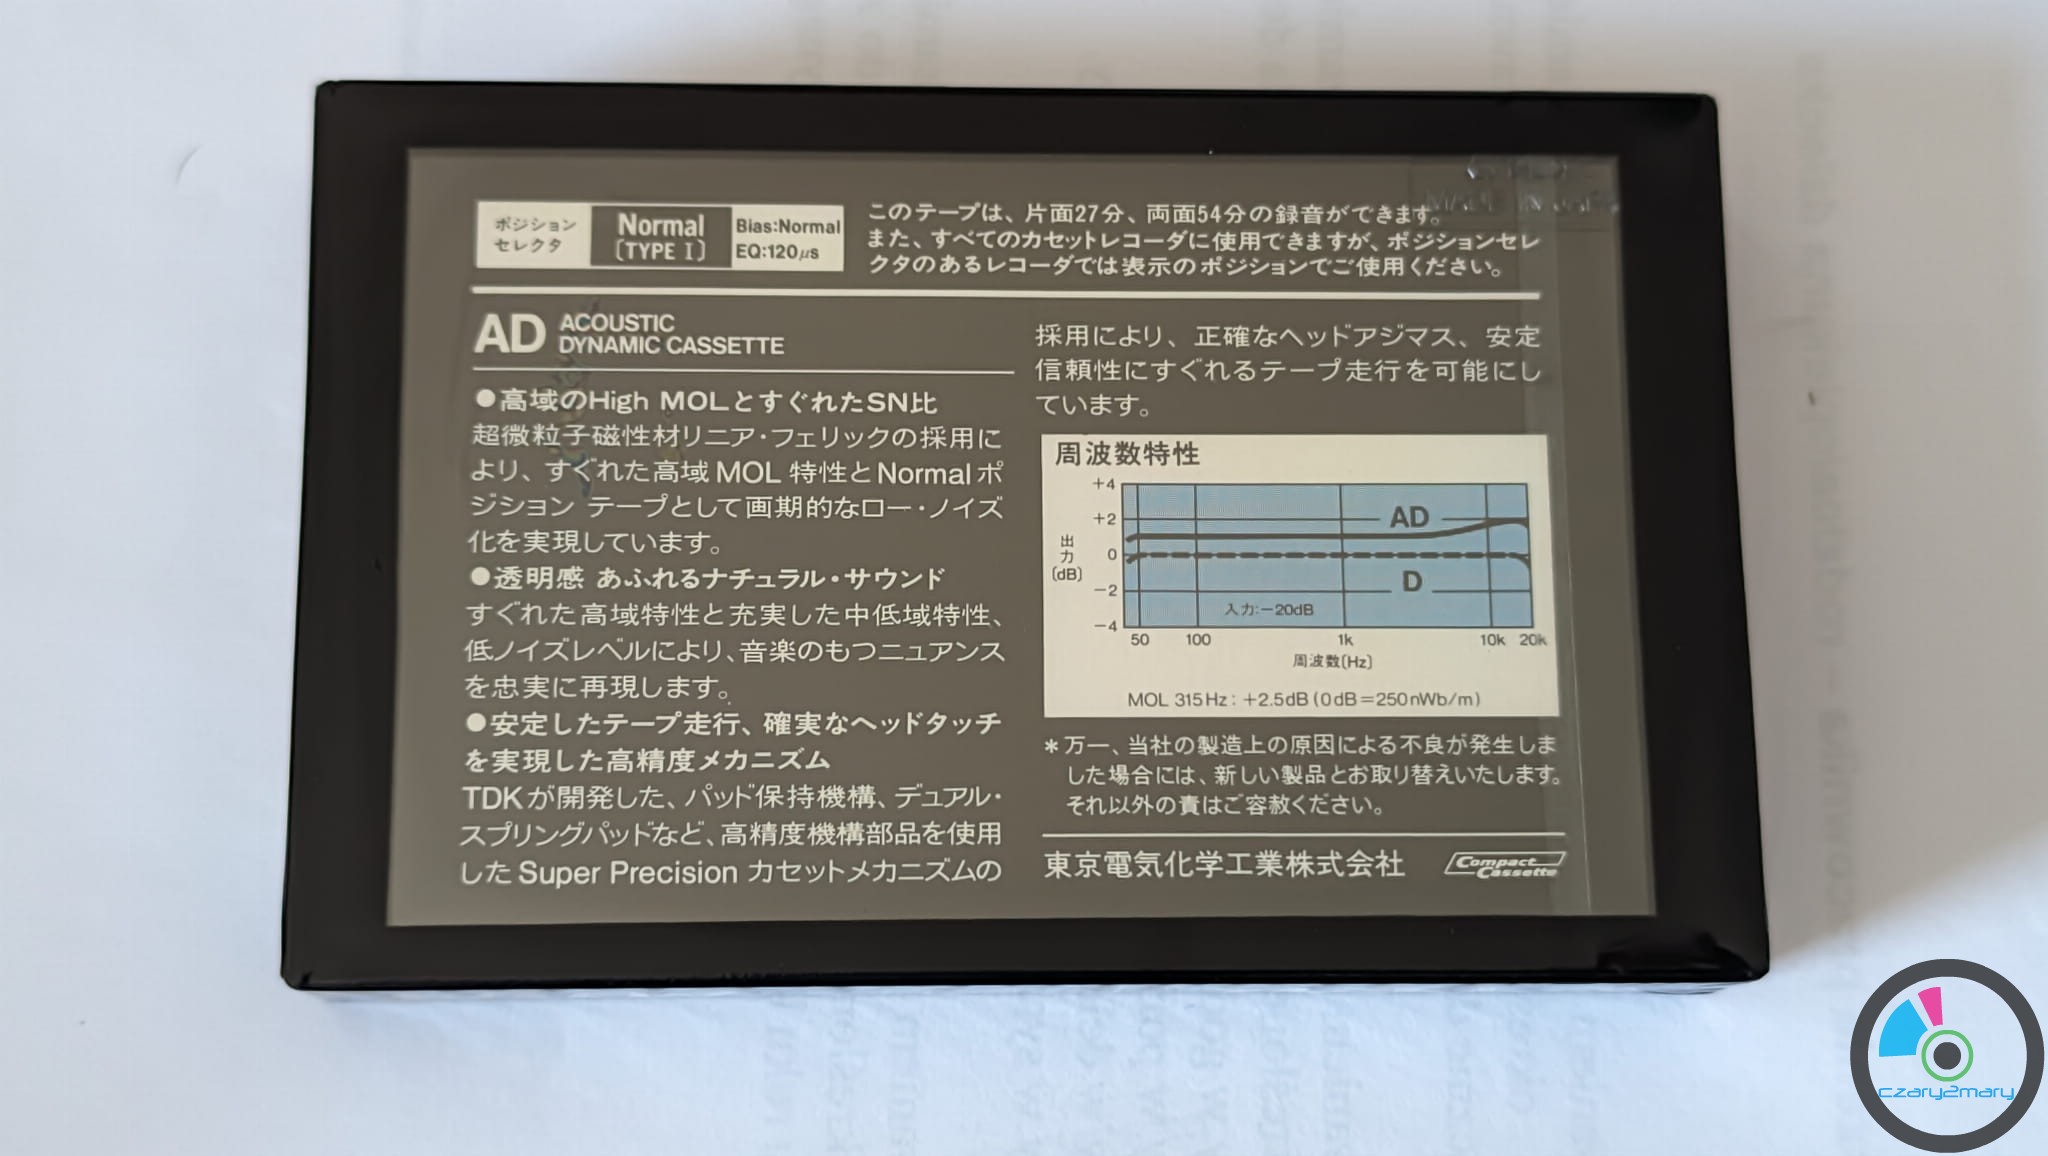 ポジション
セレクタ
Normal
〔TYPE I〕
Bias:Normal
EQ:120μs
このテープは、片面27分、両面54分の録音ができます。
また、すべてのカセットレコーダに使用できますが、ポジションセレ
クタのあるレコーダでは表示のポジションでご使用ください。
AD ACOUSTIC
DYNAMIC CASSETTE
●高域のHigh MOLとすぐれたSN比
超微粒子磁性材リニア・フェリックの採用に
より、すぐれた高域MOL特性とNormalポ
ジション テープとして画期的なロー・ノイズ
化を実現しています。
●透明感 あふれるナチュラル・サウンド
すぐれた高域特性と充実した中低域特性、
低ノイズレベルにより、音楽のもつニュアンス
を忠実に再現します。
●安定したテープ走行、確実なヘッドタッチ
を実現した高精度メカニズム
TDKが開発した、パッド保持機構、デュアル・
スプリングパッドなど、高精度機構部品を使用
したSuper Precision カセットメカニズムの
採用により、正確なヘッドアジマス、安定
信頼性にすぐれるテープ走行を可能にし
ています。
周波数特性
+4
+2
0
−2
−4
出力
〔dB〕
AD
D
入力:−20dB
50 100 1k 10k 20k
周波数〔Hz〕
MOL 315Hz: +2.5dB (0dB=250nWb/m)
*万一、当社の製造上の原因による不良が発生しま
した場合には、新しい製品とお取り替えいたします。
それ以外の責はご容赦ください。
東京電気化学工業株式会社
Compact
Cassette
czary2mary